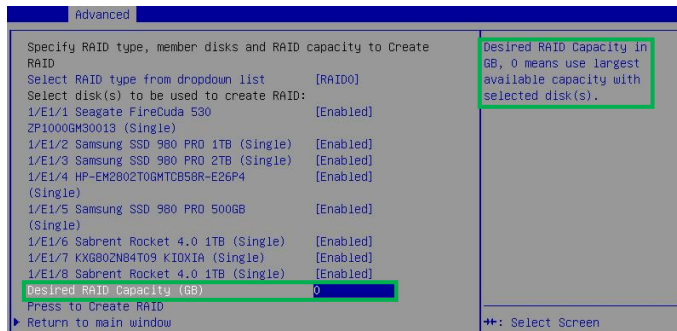 Advanced
Specify RAID type, member disks and RAID capacity to Create
RAID
Select RAID type from dropdown list [RAID0]
Select disk(s) to be used to create RAID:
1/E1/1 Seagate FireCuda 530 [Enabled]
ZP1000GM30013 (Single)
1/E1/2 Samsung SSD 980 PRO 1TB (Single) [Enabled]
1/E1/3 Samsung SSD 980 PRO 2TB (Single) [Enabled]
1/E1/4 HP-EM2802T0GMTCB58R-E26P4 [Enabled]
(Single)
1/E1/5 Samsung SSD 980 PRO 500GB [Enabled]
(Single)
1/E1/6 Sabrent Rocket 4.0 1TB (Single) [Enabled]
1/E1/7 KXG80ZN84T09 KIOXIA (Single) [Enabled]
1/E1/8 Sabrent Rocket 4.0 1TB (Single) [Enabled]
Desired RAID Capacity (GB) 0
Press to Create RAID
Return to main window
Desired RAID Capacity in
GB, 0 means use largest
available capacity with
selected disk(s).
: Select Screen